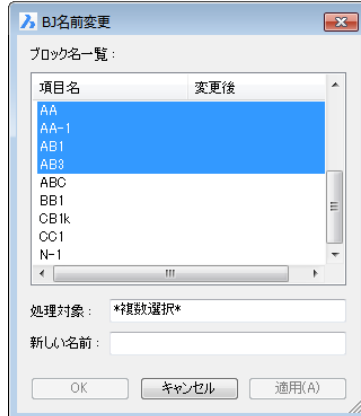 BJ名前変更
ブロック名一覧：
項目名 変更後
AA
AA-1
AB1
AB3
ABC
BB1
CB1k
CC1
N-1
処理対象： *複数選択*
新しい名前：
OK キャンセル 適用(A)